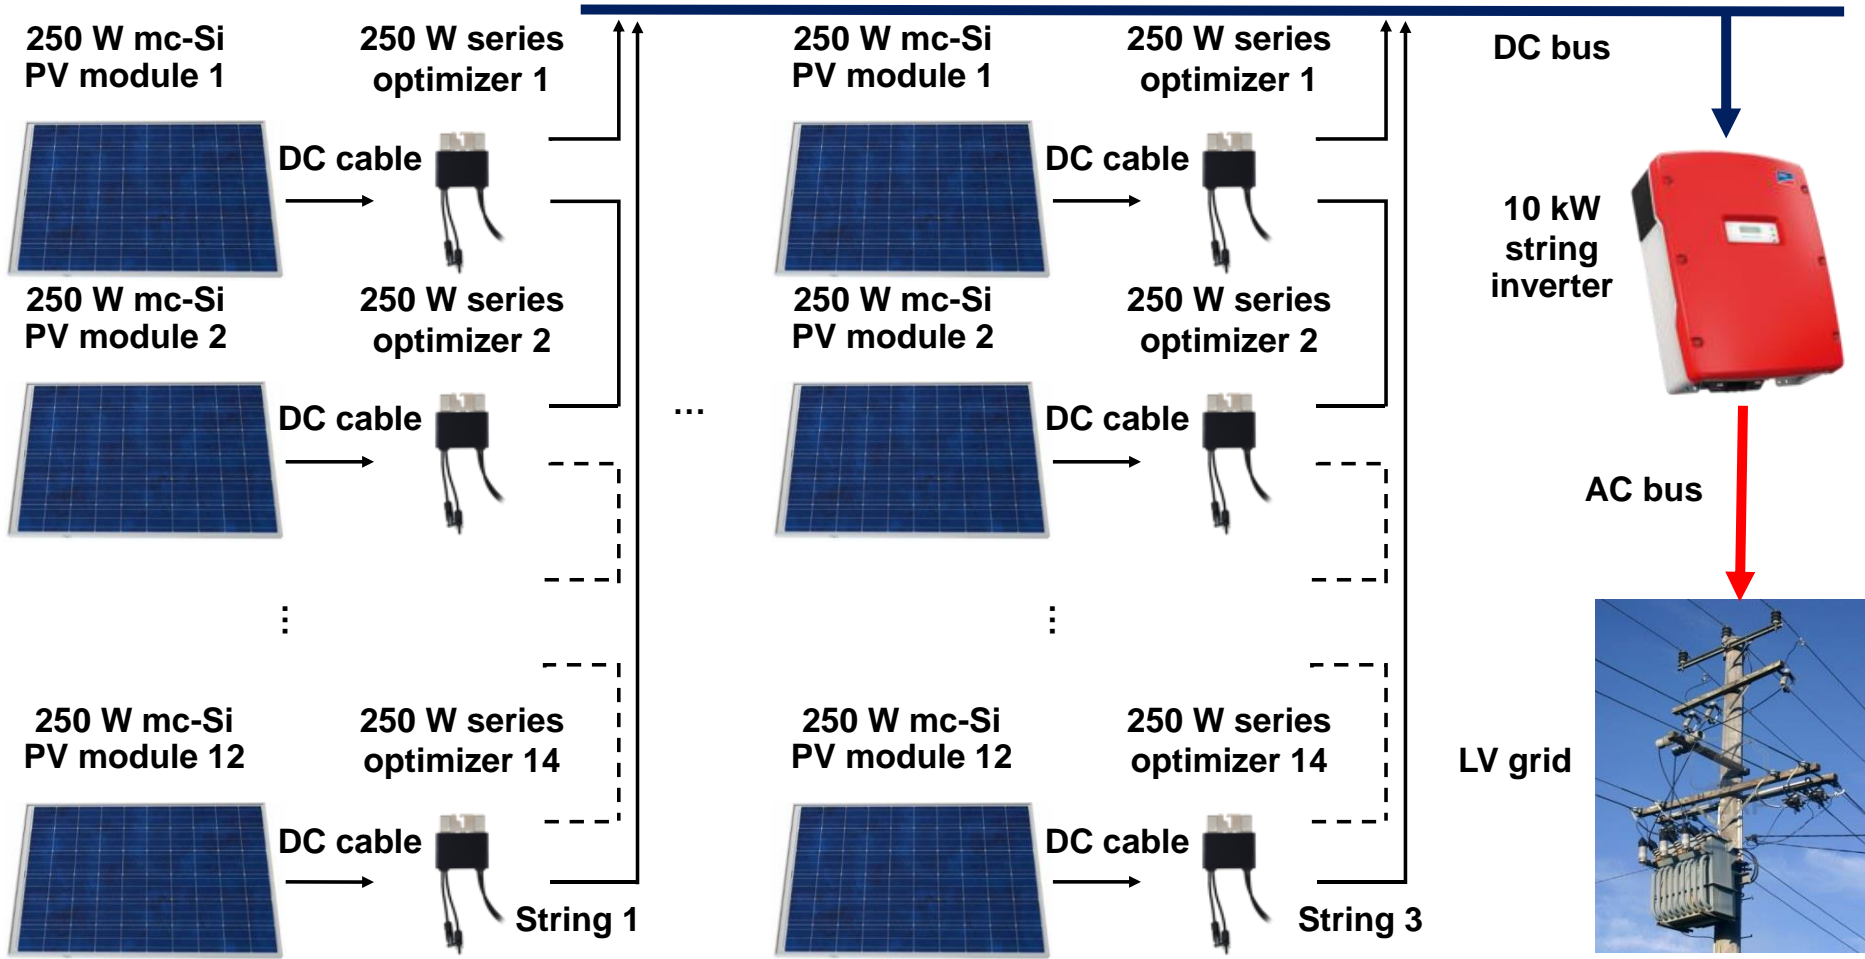 250 W mc-Si
PV module 1
250 W series
optimizer 1
DC cable
250 W mc-Si
PV module 2
250 W series
optimizer 2
DC cable
⋮
250 W mc-Si
PV module 12
250 W series
optimizer 14
DC cable
String 1
...
250 W mc-Si
PV module 1
250 W series
optimizer 1
DC cable
250 W mc-Si
PV module 2
250 W series
optimizer 2
DC cable
⋮
250 W mc-Si
PV module 12
250 W series
optimizer 14
DC cable
String 3
DC bus
10 kW
string
inverter
AC bus
LV grid